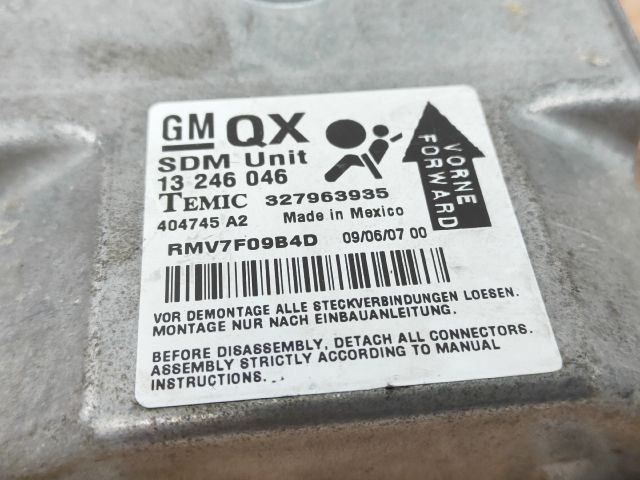 GM QX
SDM Unit
13 246 046
TEMIC 327963935
404745 A2 Made in Mexico
RMV7F09B4D 09/06/07 00
VORNE
FORWARD
VOR DEMONTAGE ALLE STECKVERBINDUNGEN LOESEN.
MONTAGE NUR NACH EINBAUANLEITUNG.
BEFORE DISASSEMBLY, DETACH ALL CONNECTORS.
ASSEMBLY STRICTLY ACCORDING TO MANUAL
INSTRUCTIONS.